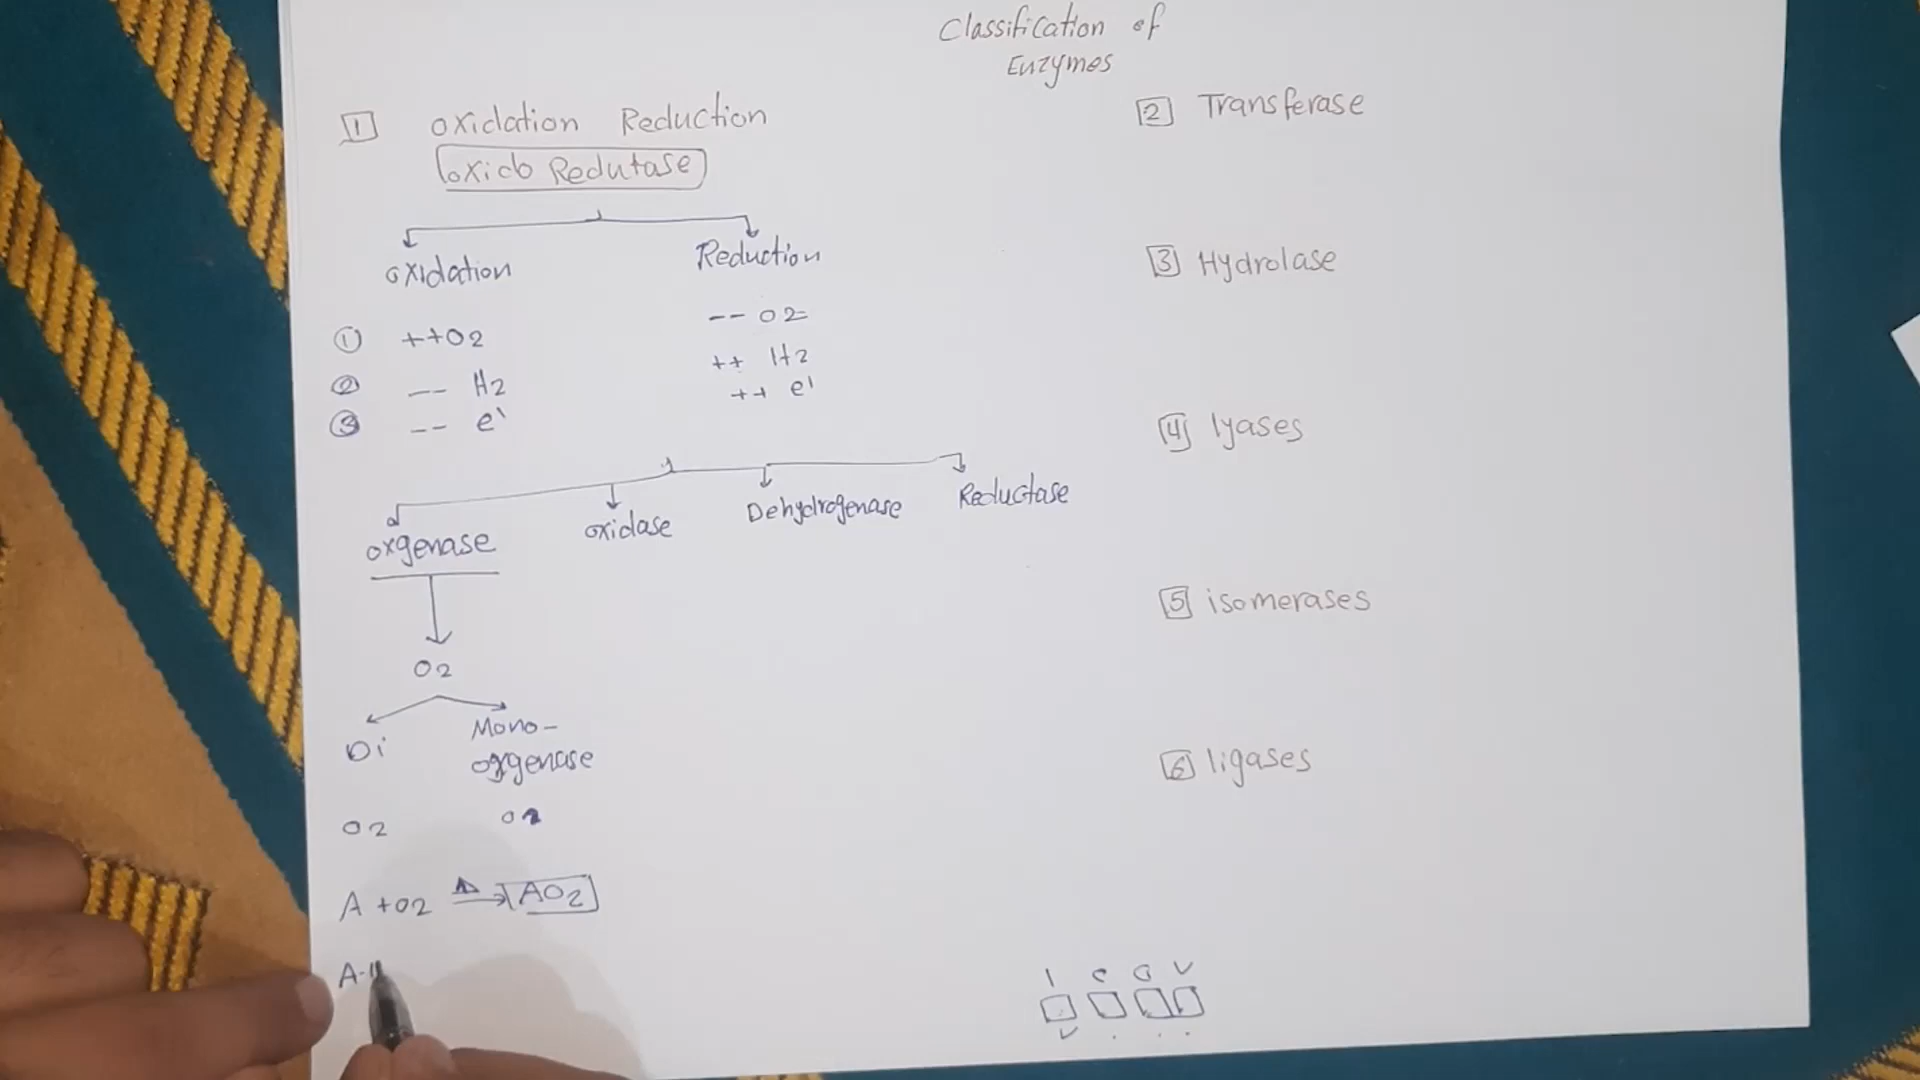 Classification of
Enzymes
1 oxidation Reduction
oxido Redutase
oxidation Reduction
① ++O2 -- O2
② -- H2 ++ H2
③ -- e' ++ e'
oxgenase oxidase Dehydrogenase Reductase
O2
Di Mono-
oxgenase
O2
A + O2 → AO2
2 Transferase
3 Hydrolase
4 lyases
5 isomerases
6 ligases